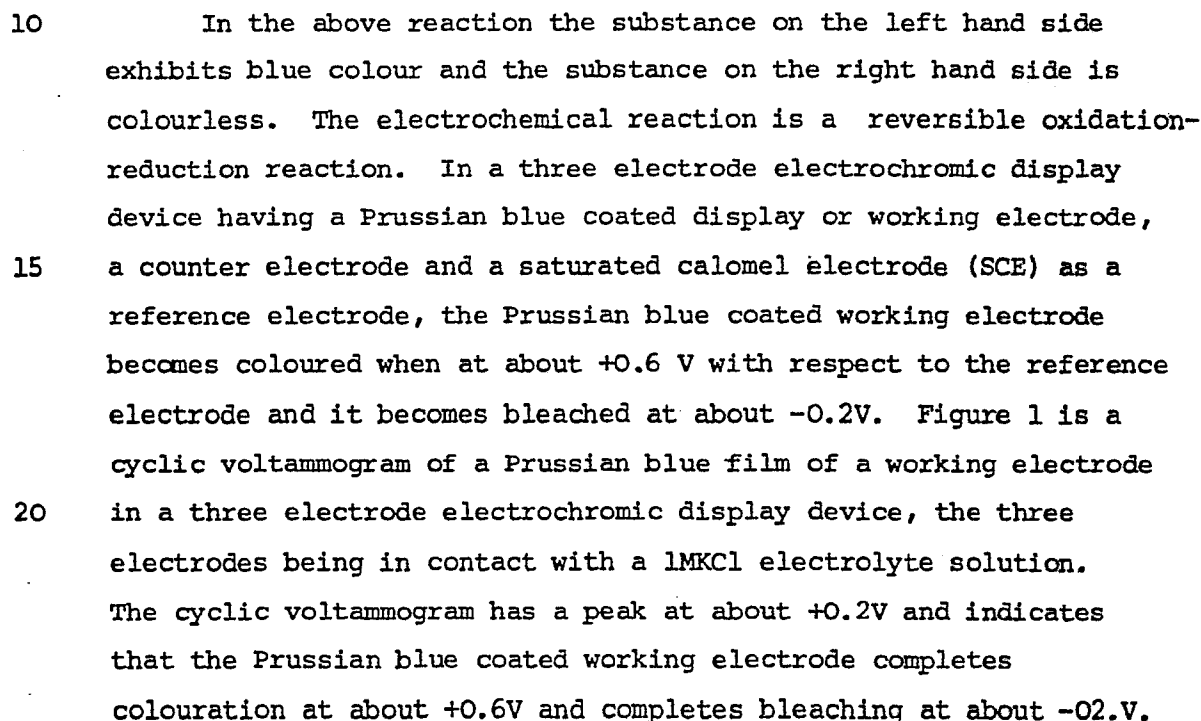 10 In the above reaction the substance on the left hand side
exhibits blue colour and the substance on the right hand side is
colourless. The electrochemical reaction is a reversible oxidation-
reduction reaction. In a three electrode electrochromic display
device having a Prussian blue coated display or working electrode,
15 a counter electrode and a saturated calomel electrode (SCE) as a
reference electrode, the Prussian blue coated working electrode
becomes coloured when at about +0.6 V with respect to the reference
electrode and it becomes bleached at about -0.2V. Figure 1 is a
cyclic voltammogram of a Prussian blue film of a working electrode
20 in a three electrode electrochromic display device, the three
electrodes being in contact with a 1MKCl electrolyte solution.
The cyclic voltammogram has a peak at about +0.2V and indicates
that the Prussian blue coated working electrode completes
colouration at about +0.6V and completes bleaching at about -02.V.